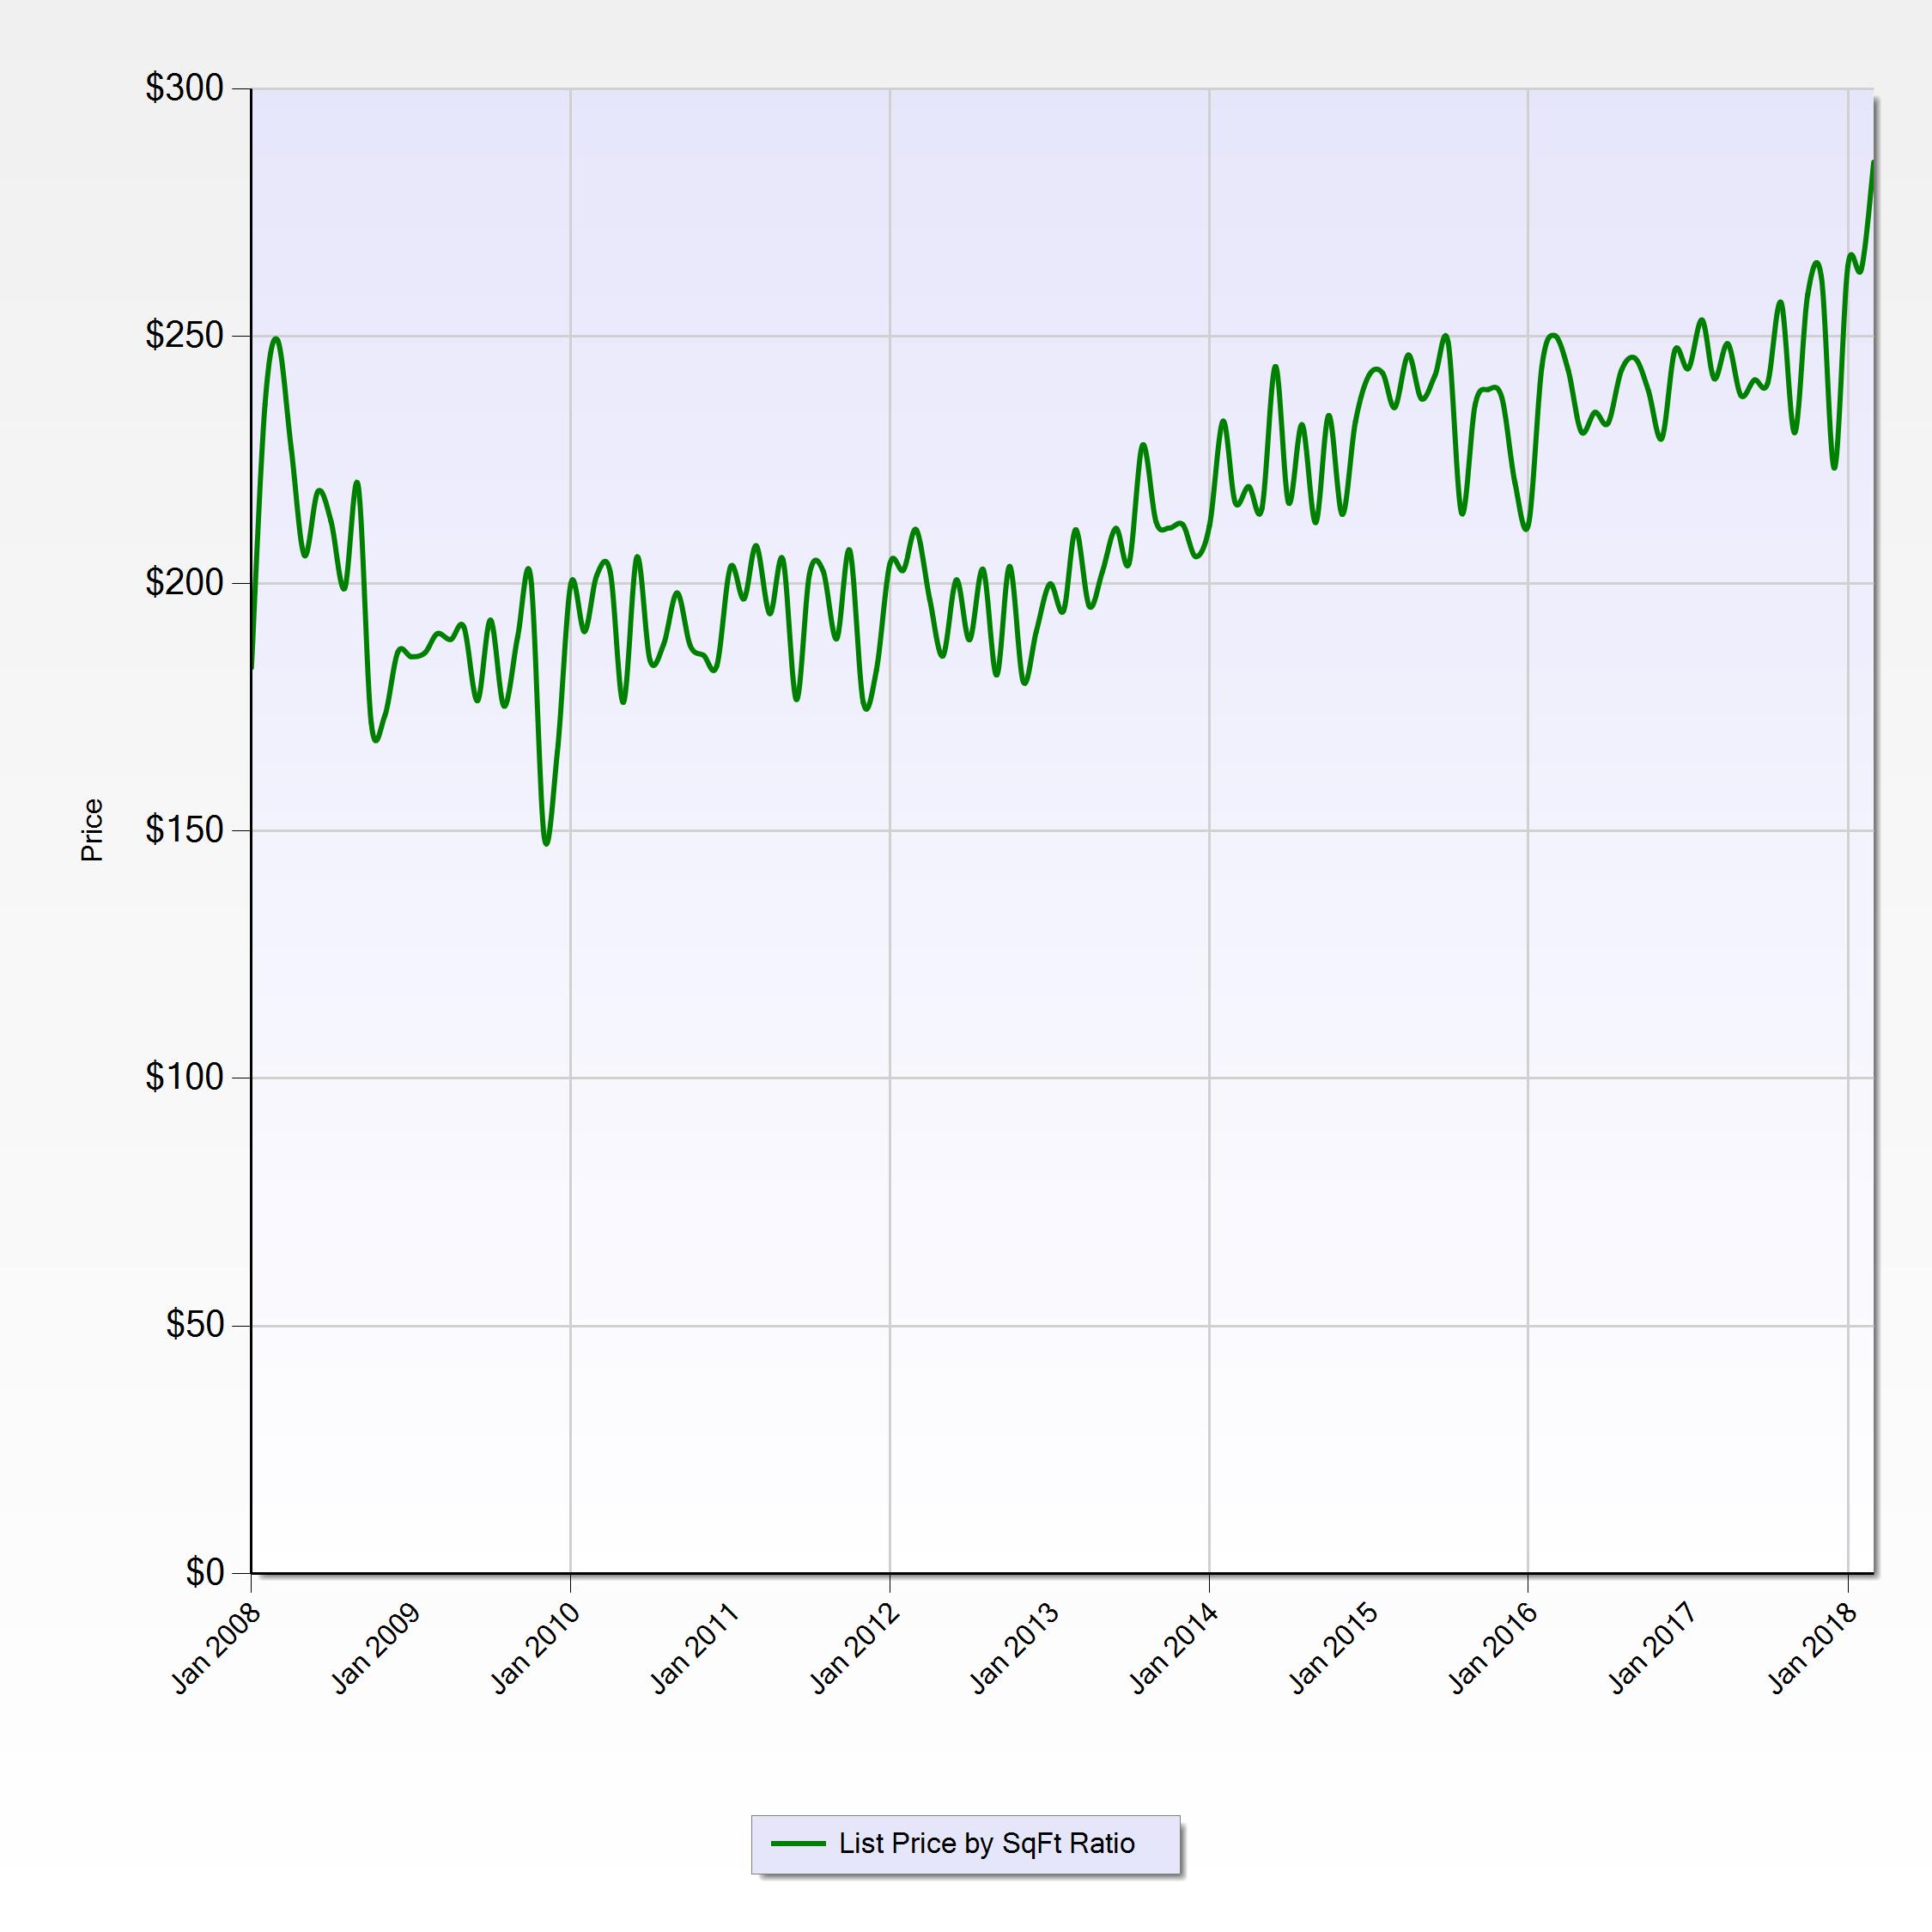 $300
$250
$200
$150
$100
$50
$0
Price
Jan 2008
Jan 2009
Jan 2010
Jan 2011
Jan 2012
Jan 2013
Jan 2014
Jan 2015
Jan 2016
Jan 2017
Jan 2018
List Price by SqFt Ratio